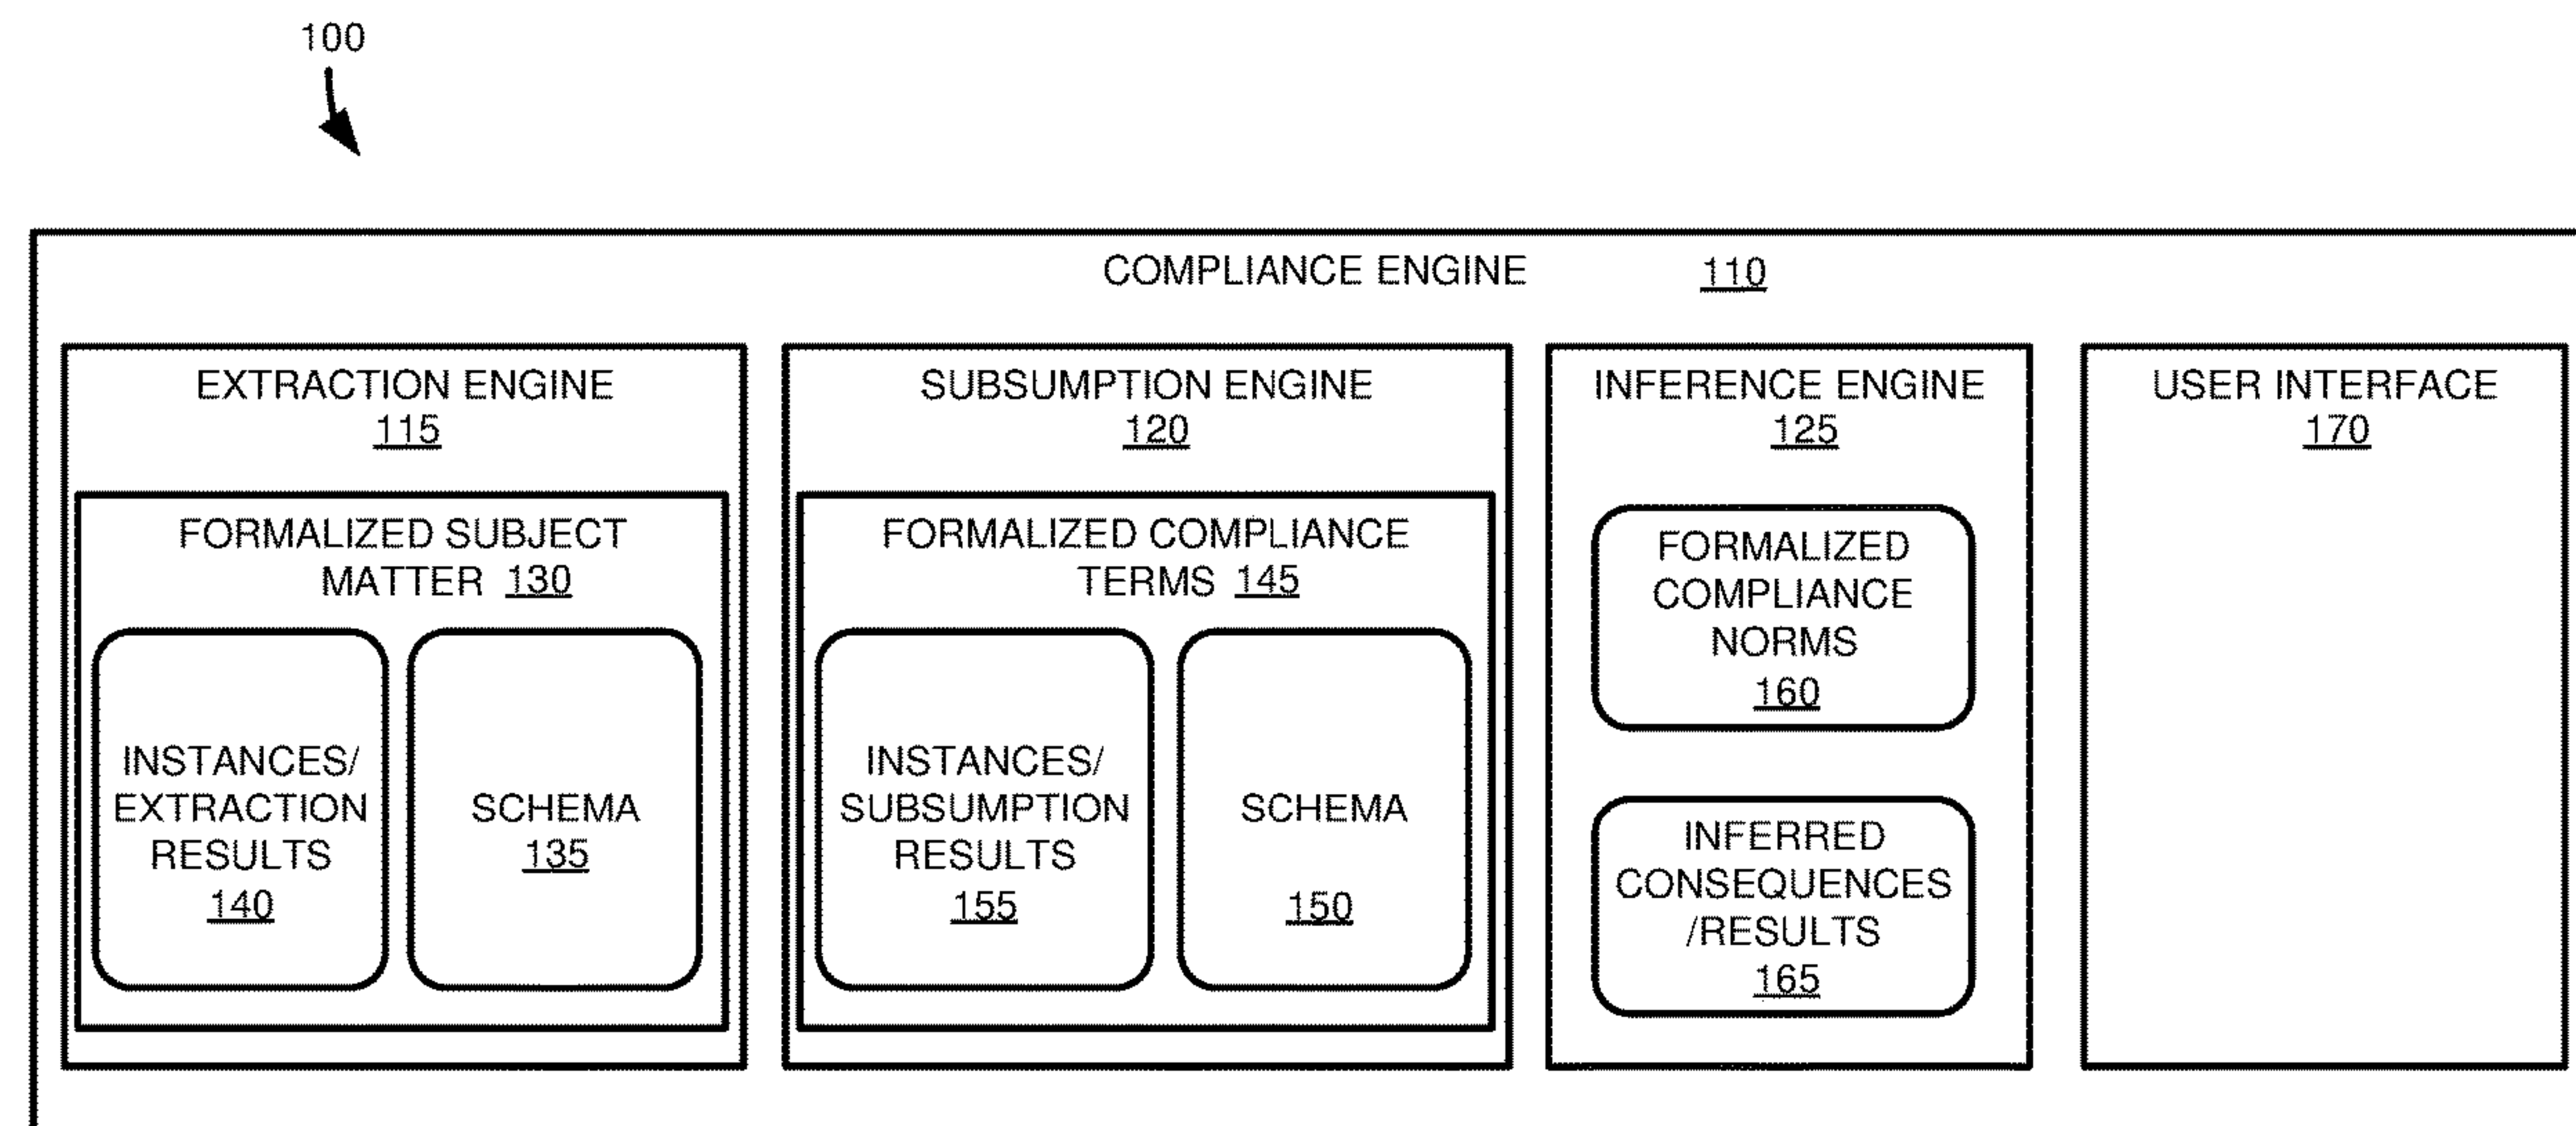 100
COMPLIANCE ENGINE 110
EXTRACTION ENGINE
115
FORMALIZED SUBJECT
MATTER 130
INSTANCES/
EXTRACTION
RESULTS
140
SCHEMA
135
SUBSUMPTION ENGINE
120
FORMALIZED COMPLIANCE
TERMS 145
INSTANCES/
SUBSUMPTION
RESULTS
155
SCHEMA
150
INFERENCE ENGINE
125
FORMALIZED
COMPLIANCE
NORMS
160
INFERRED
CONSEQUENCES
/RESULTS
165
USER INTERFACE
170